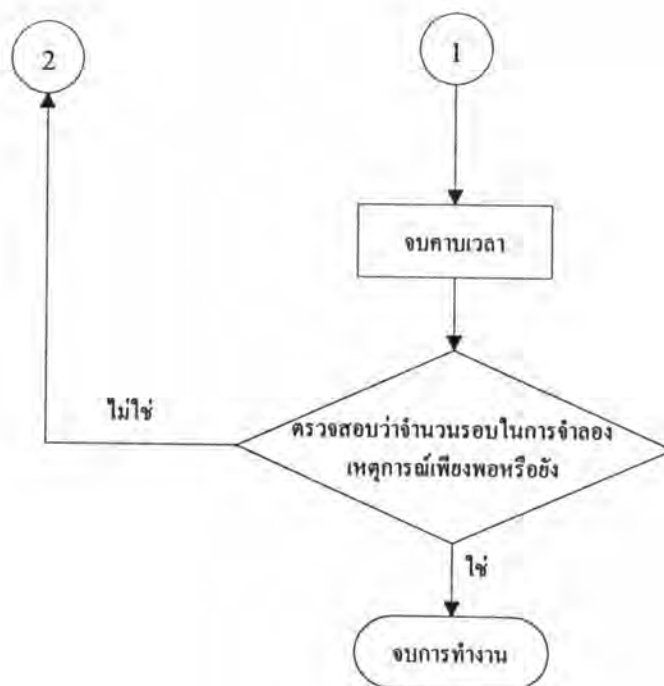 2
1
จบคาบเวลา
ไม่ใช่
ตรวจสอบว่าจำนวนรอบในการจำลอง
เหตุการณ์เพียงพอหรือยัง
ใช่
จบการทำงาน